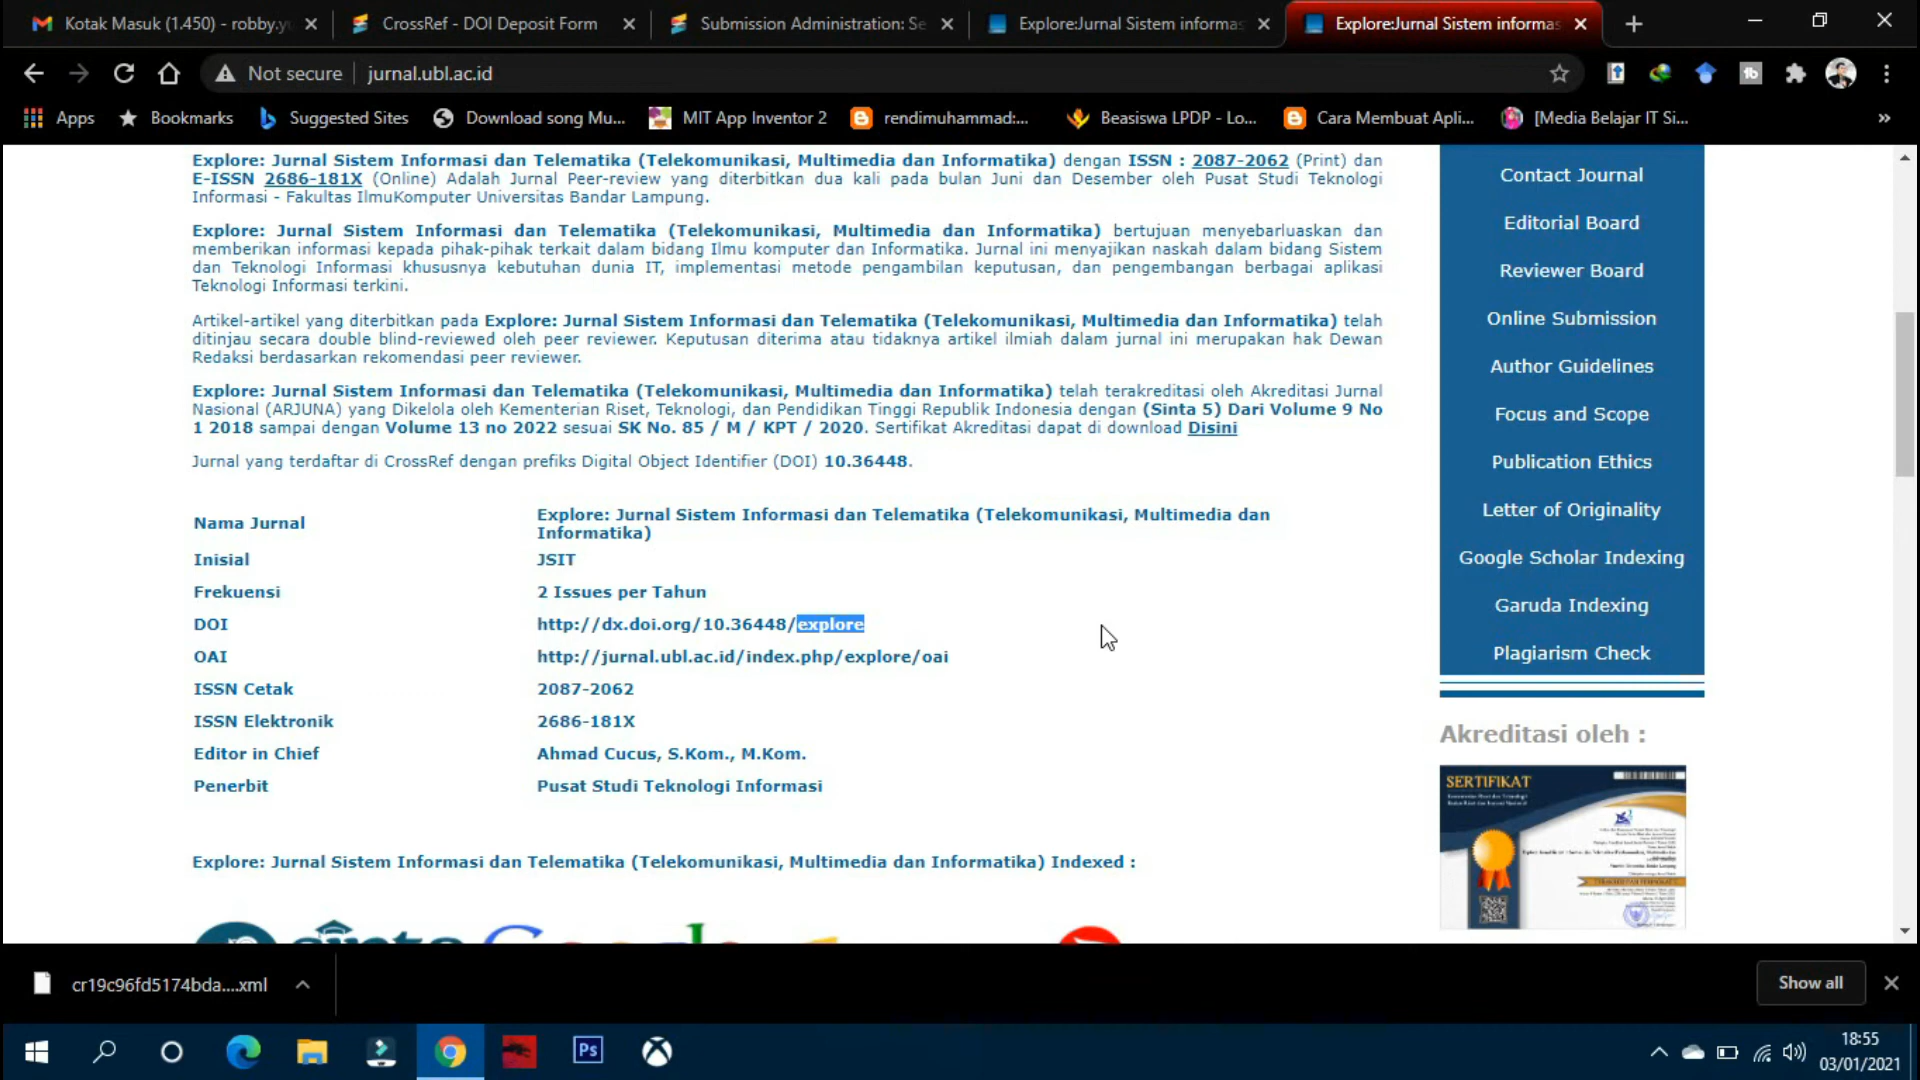 Kotak Masuk (1.450) - robby.y
CrossRef - DOI Deposit Form
Submission Administration: Se
Explore:Jurnal Sistem informas
Explore:Jurnal Sistem informas
Not secure
jurnal.ubl.ac.id
Apps
Bookmarks
Suggested Sites
Download song Mu...
MIT App Inventor 2
rendimuhammad:...
Beasiswa LPDP - Lo...
Cara Membuat Apli...
[Media Belajar IT Si...
»
Explore: Jurnal Sistem Informasi dan Telematika (Telekomunikasi, Multimedia dan Informatika) dengan ISSN : 2087-2062 (Print) dan
E-ISSN 2686-181X (Online) Adalah Jurnal Peer-review yang diterbitkan dua kali pada bulan Juni dan Desember oleh Pusat Studi Teknologi
Informasi - Fakultas IlmuKomputer Universitas Bandar Lampung.
Explore: Jurnal Sistem Informasi dan Telematika (Telekomunikasi, Multimedia dan Informatika) bertujuan menyebarluaskan dan
memberikan informasi kepada pihak-pihak terkait dalam bidang Ilmu komputer dan Informatika. Jurnal ini menyajikan naskah dalam bidang Sistem
dan Teknologi Informasi khususnya kebutuhan dunia IT, implementasi metode pengambilan keputusan, dan pengembangan berbagai aplikasi
Teknologi Informasi terkini.
Artikel-artikel yang diterbitkan pada Explore: Jurnal Sistem Informasi dan Telematika (Telekomunikasi, Multimedia dan Informatika) telah
ditinjau secara double blind-reviewed oleh peer reviewer. Keputusan diterima atau tidaknya artikel ilmiah dalam jurnal ini merupakan hak Dewan
Redaksi berdasarkan rekomendasi peer reviewer.
Explore: Jurnal Sistem Informasi dan Telematika (Telekomunikasi, Multimedia dan Informatika) telah terakreditasi oleh Akreditasi Jurnal
Nasional (ARJUNA) yang Dikelola oleh Kementerian Riset, Teknologi, dan Pendidikan Tinggi Republik Indonesia dengan (Sinta 5) Dari Volume 9 No
1 2018 sampai dengan Volume 13 no 2022 sesuai SK No. 85 / M / KPT / 2020. Sertifikat Akreditasi dapat di download Disini
Jurnal yang terdaftar di CrossRef dengan prefiks Digital Object Identifier (DOI) 10.36448.
Nama Jurnal
Explore: Jurnal Sistem Informasi dan Telematika (Telekomunikasi, Multimedia dan
Informatika)
Inisial JSIT
Frekuensi 2 Issues per Tahun
DOI http://dx.doi.org/10.36448/explore
OAI http://jurnal.ubl.ac.id/index.php/explore/oai
ISSN Cetak 2087-2062
ISSN Elektronik 2686-181X
Editor in Chief Ahmad Cucus, S.Kom., M.Kom.
Penerbit Pusat Studi Teknologi Informasi
Explore: Jurnal Sistem Informasi dan Telematika (Telekomunikasi, Multimedia dan Informatika) Indexed :
Contact Journal
Editorial Board
Reviewer Board
Online Submission
Author Guidelines
Focus and Scope
Publication Ethics
Letter of Originality
Google Scholar Indexing
Garuda Indexing
Plagiarism Check
Akreditasi oleh :
SERTIFIKAT
cr19c96fd5174bda....xml
Show all
Ps
18:55
03/01/2021